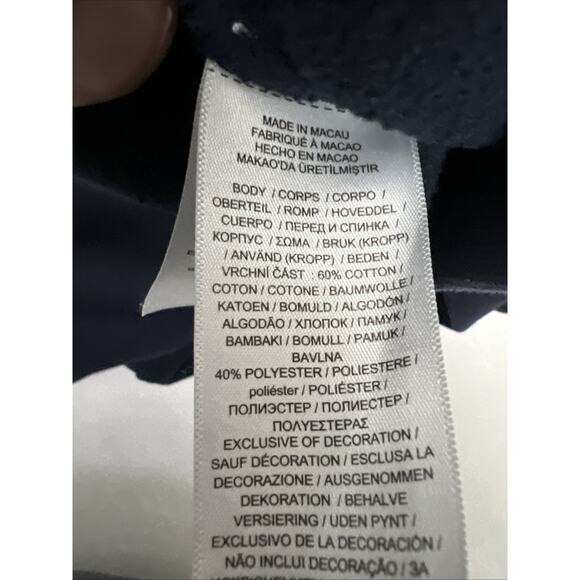 MADE IN MACAU
FABRIQUÉ À MACAO
HECHO EN MACAO
MAKAO'DA ÜRETİLMİŞTİR
BODY / CORPS / CORPO /
OBERTEIL / ROMP / HOVEDDEL /
CUERPO / ПЕРЕД И СПИНКА /
КОРПУС / ΣΩΜΑ / BRUK (KROPP)
/ ANVÄND (KROPP) / BEDEN /
VRCHNÍ ČÁST : 60% COTTON /
COTON / COTONE / BAUMWOLLE /
KATOEN / BOMULD / ALGODÓN /
ALGODÃO / ХЛОПОК / ПАМУК /
BAMBAKI / BOMULL / PAMUK /
BAVLNA
40% POLYESTER / POLIESTERE /
poliéster / POLIÉSTER /
ПОЛИЭСТЕР / ПОЛИЕСТЕР /
ΠΟΛΥΕΣΤΕΡΑΣ
EXCLUSIVE OF DECORATION /
SAUF DÉCORATION / ESCLUSA LA
DECORAZIONE / AUSGENOMMEN
DEKORATION / BEHALVE
VERSIERING / UDEN PYNT /
EXCLUSIVO DE LA DECORACIÓN /
NÃO INCLUI DECORAÇÃO / ЗА